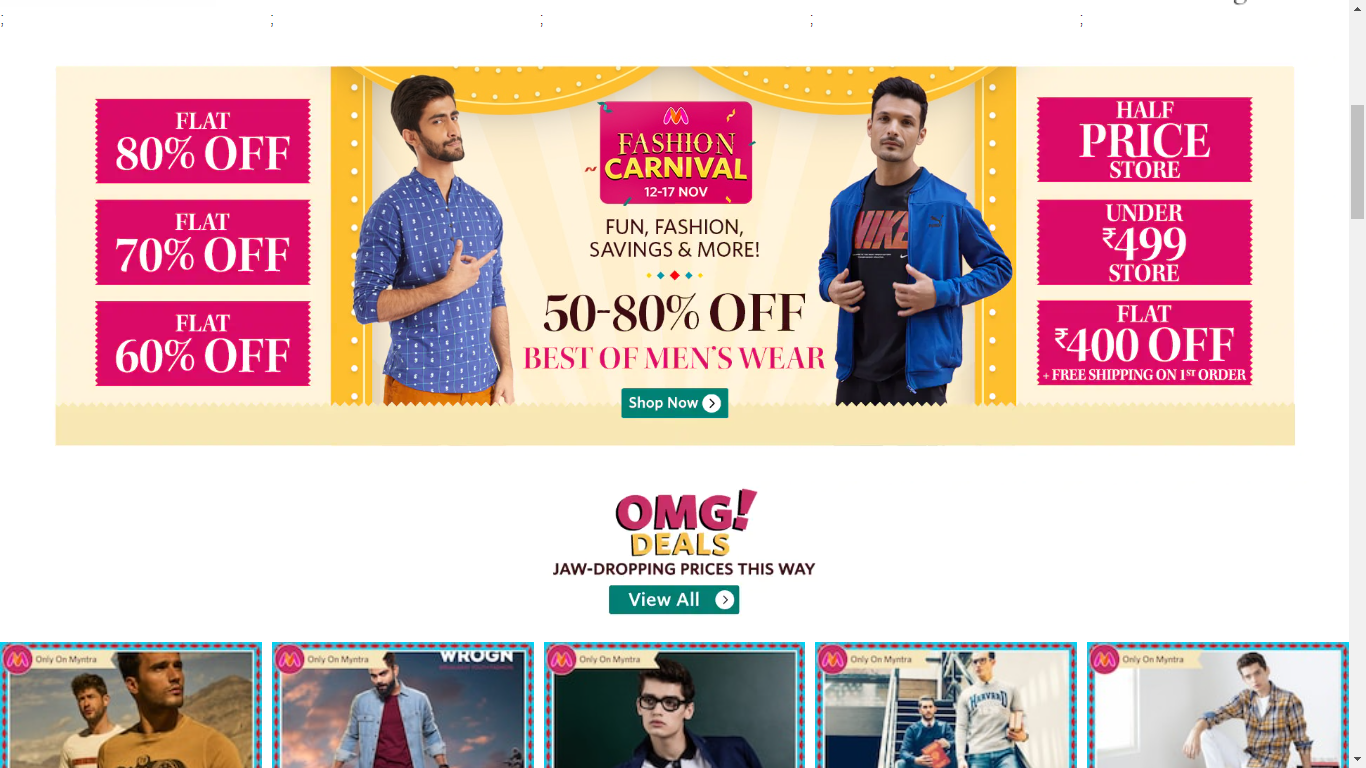 ;
;
;
;
;
FLAT
80% OFF
FLAT
70% OFF
FLAT
60% OFF
FASHION
CARNIVAL
12-17 NOV
FUN, FASHION,
SAVINGS & MORE!
50-80% OFF
BEST OF MEN'S WEAR
Shop Now
NIKE
HALF
PRICE
STORE
UNDER
₹499
STORE
FLAT
₹400 OFF
+ FREE SHIPPING ON 1ST ORDER
OMG!
DEALS
JAW-DROPPING PRICES THIS WAY
View All
Only On Myntra
Only On Myntra
WROGN
Only On Myntra
Only On Myntra
HARVARD
Only On Myntra